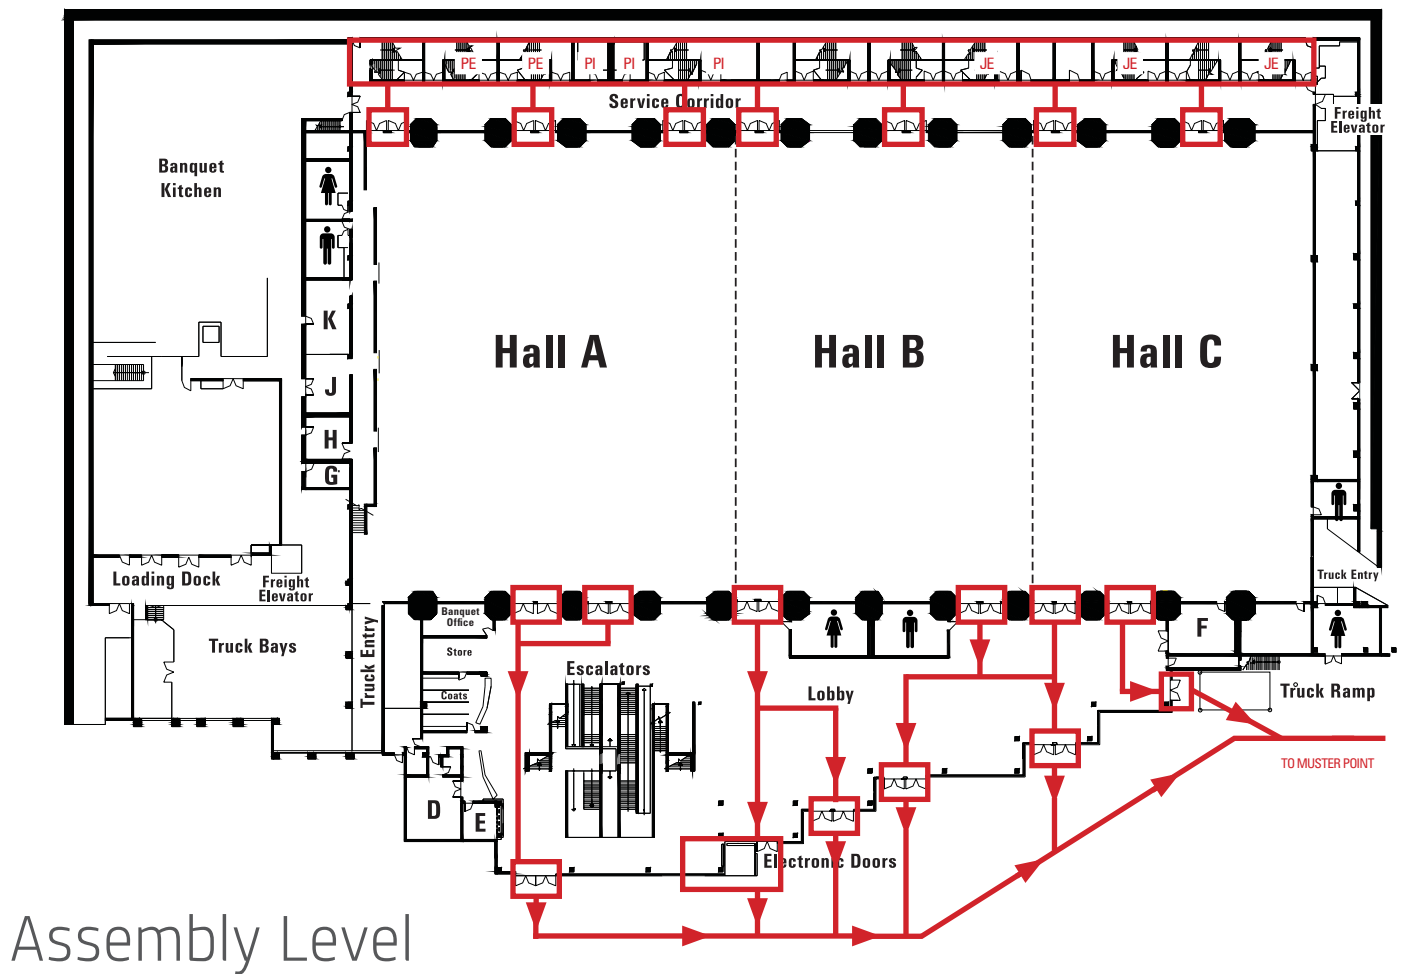 PE
PE
PI
PI
PI
JE
JE
JE
Service Corridor
Freight
Elevator
Banquet
Kitchen
K
J
H
G
Hall A
Hall B
Hall C
Loading Dock
Freight
Elevator
Truck Entry
Banquet
Office
F
Truck Bays
Truck Entry
Store
Escalators
Coats
Lobby
Truck Ramp
TO MUSTER POINT
D
E
Electronic Doors
Assembly Level